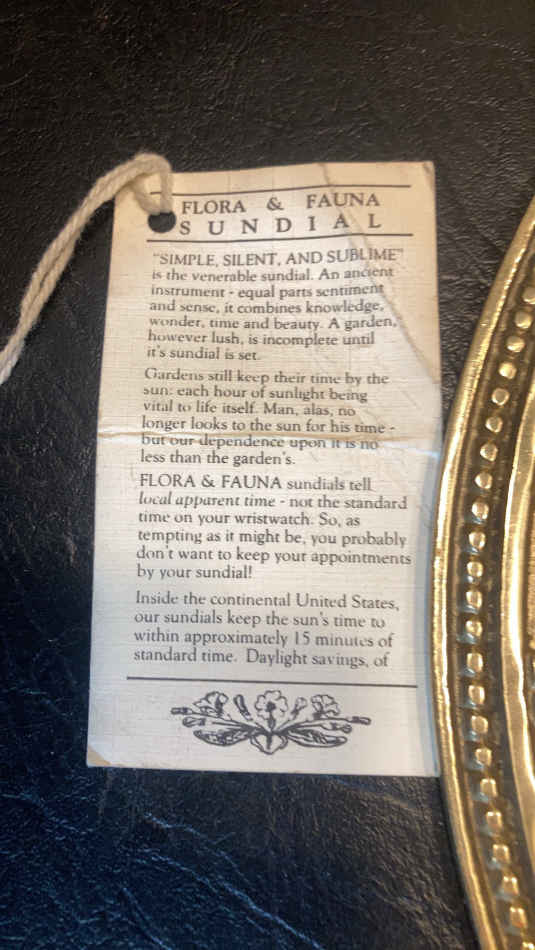 FLORA & FAUNA
SUNDIAL
"SIMPLE, SILENT, AND SUBLIME"
is the venerable sundial. An ancient
instrument - equal parts sentiment
and sense, it combines knowledge,
wonder, time and beauty. A garden,
however lush, is incomplete until
it's sundial is set.
Gardens still keep their time by the
sun: each hour of sunlight being
vital to life itself. Man, alas, no
longer looks to the sun for his time -
but our dependence upon it is no
less than the garden's.
FLORA & FAUNA sundials tell
local apparent time - not the standard
time on your wristwatch. So, as
tempting as it might be, you probably
don't want to keep your appointments
by your sundial!
Inside the continental United States,
our sundials keep the sun's time to
within approximately 15 minutes of
standard time. Daylight savings, of